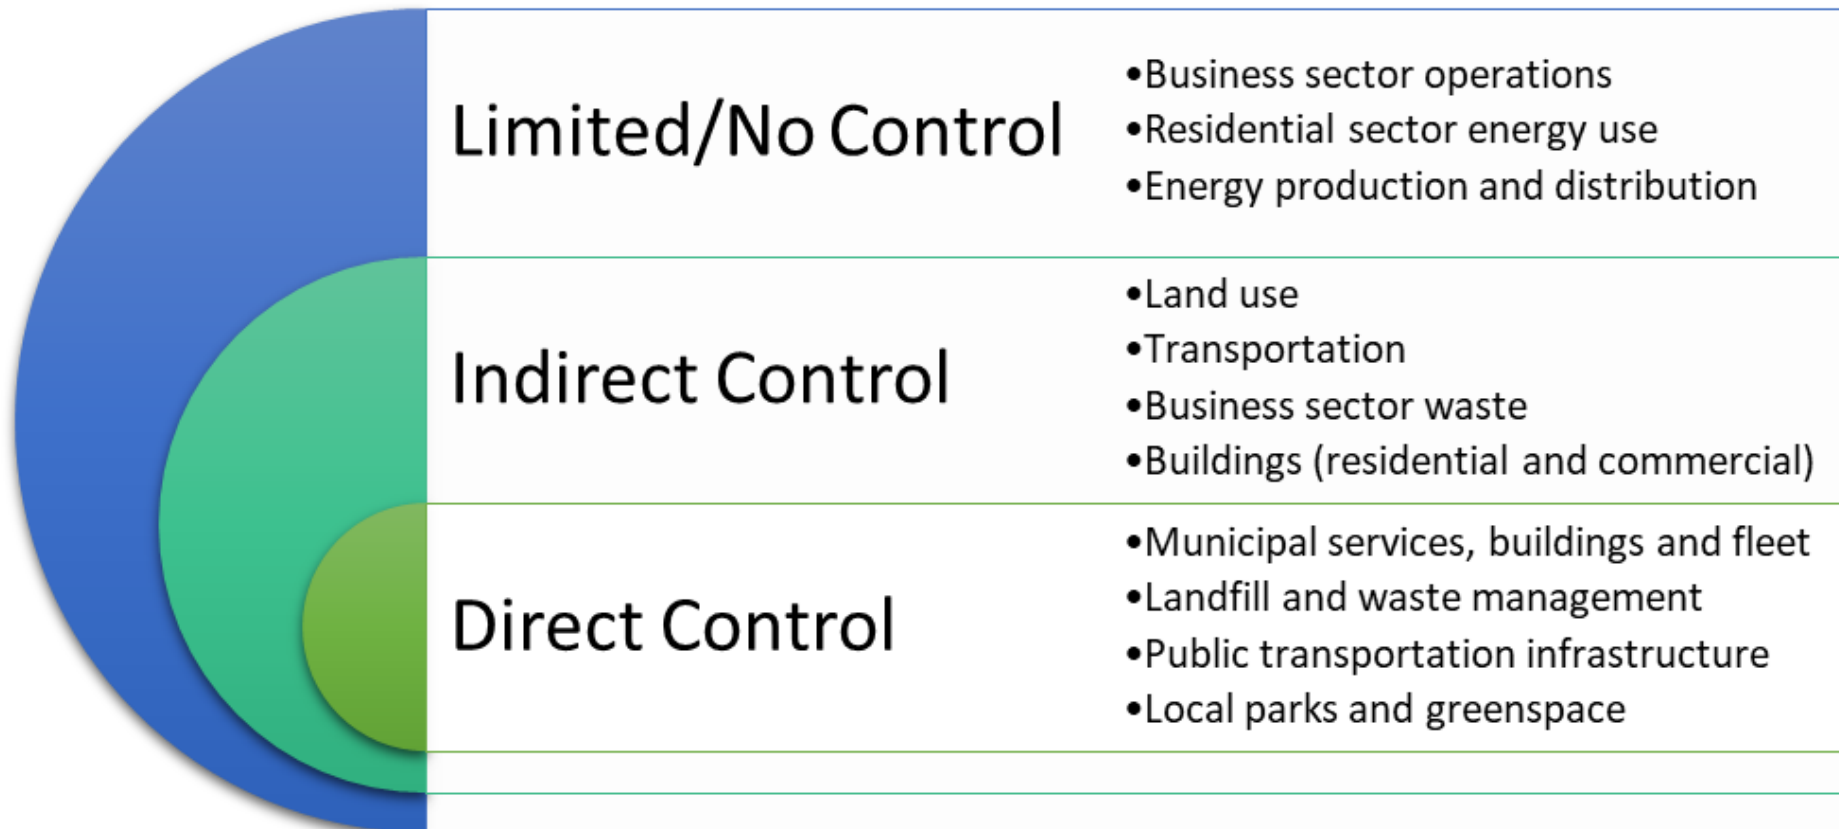 Limited/No Control
•Business sector operations
•Residential sector energy use
•Energy production and distribution
Indirect Control
•Land use
•Transportation
•Business sector waste
•Buildings (residential and commercial)
Direct Control
•Municipal services, buildings and fleet
•Landfill and waste management
•Public transportation infrastructure
•Local parks and greenspace